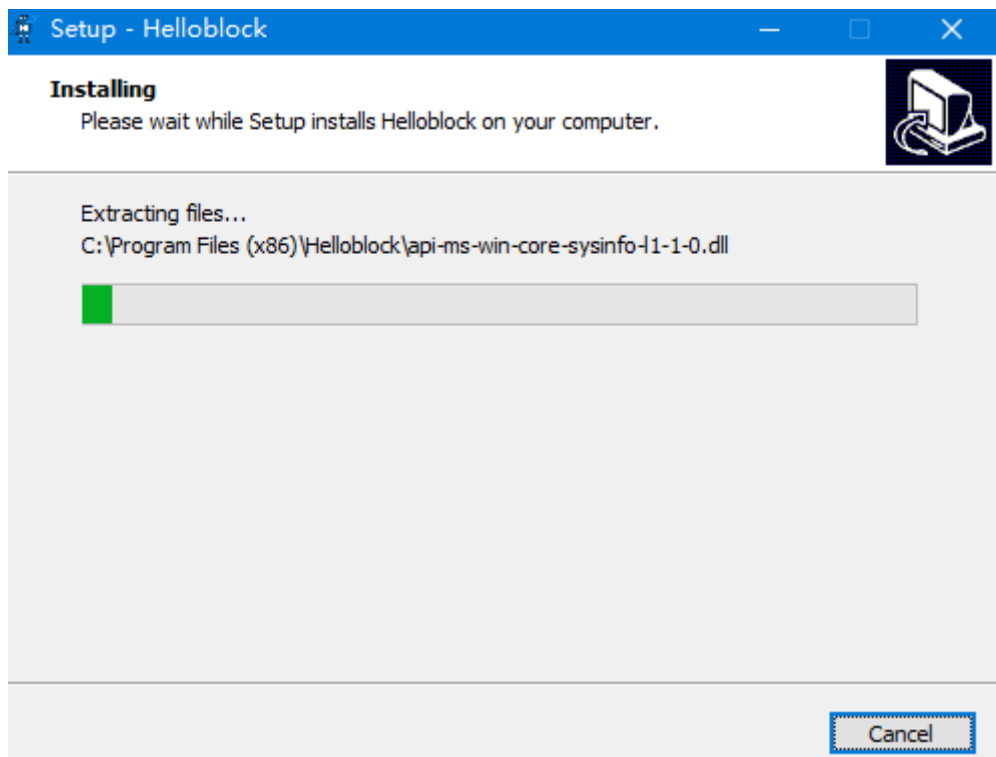 Setup - Helloblock
Installing
Please wait while Setup installs Helloblock on your computer.
Extracting files...
C:\Program Files (x86)\Helloblock\api-ms-win-core-sysinfo-l1-1-0.dll
Cancel